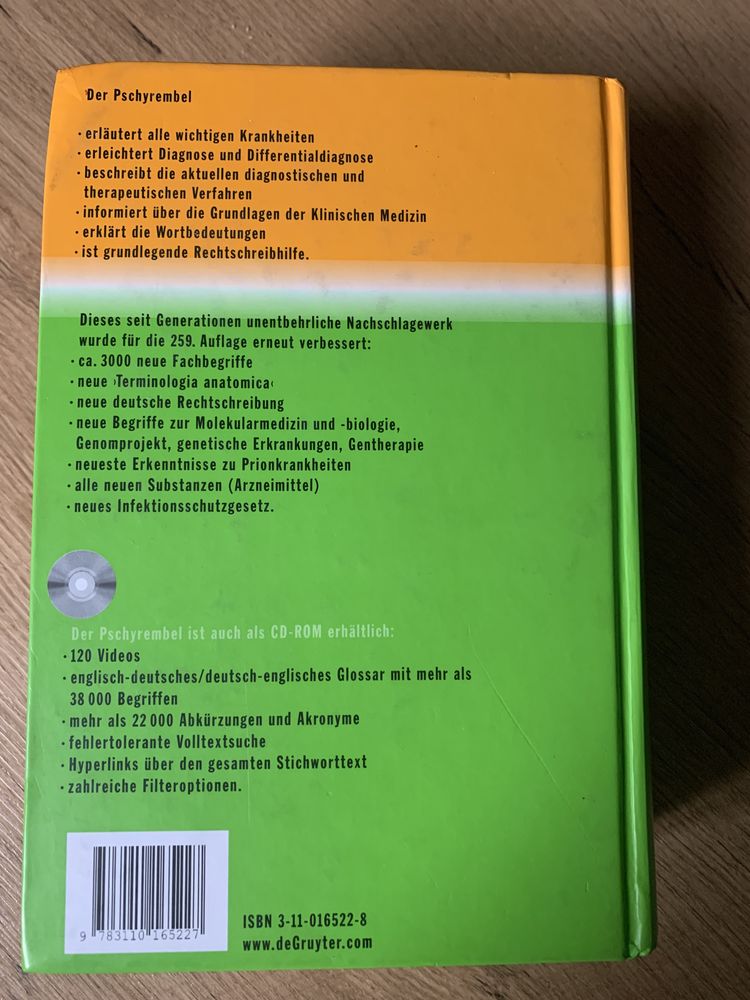 Der Pschyrembel
· erläutert alle wichtigen Krankheiten
· erleichtert Diagnose und Differentialdiagnose
· beschreibt die aktuellen diagnostischen und
therapeutischen Verfahren
· informiert über die Grundlagen der Klinischen Medizin
· erklärt die Wortbedeutungen
· ist grundlegende Rechtschreibhilfe.
Dieses seit Generationen unentbehrliche Nachschlagewerk
wurde für die 259. Auflage erneut verbessert:
· ca. 3000 neue Fachbegriffe
· neue ›Terminologia anatomica‹
· neue deutsche Rechtschreibung
· neue Begriffe zur Molekularmedizin und -biologie,
Genomprojekt, genetische Erkrankungen, Gentherapie
· neueste Erkenntnisse zu Prionkrankheiten
· alle neuen Substanzen (Arzneimittel)
· neues Infektionsschutzgesetz.
Der Pschyrembel ist auch als CD-ROM erhältlich:
· 120 Videos
· englisch-deutsches/deutsch-englisches Glossar mit mehr als
38 000 Begriffen
· mehr als 22 000 Abkürzungen und Akronyme
· fehlertolerante Volltextsuche
· Hyperlinks über den gesamten Stichworttext
· zahlreiche Filteroptionen.
9 783110 165227
ISBN 3-11-016522-8
www.deGruyter.com